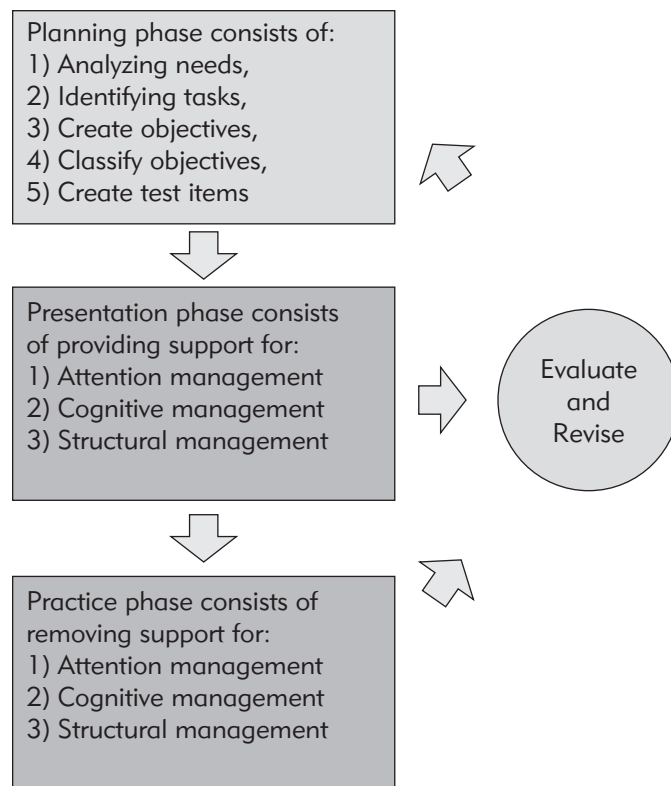 Planning phase consists of:
1) Analyzing needs,
2) Identifying tasks,
3) Create objectives,
4) Classify objectives,
5) Create test items
Presentation phase consists
of providing support for:
1) Attention management
2) Cognitive management
3) Structural management
Evaluate
and
Revise
Practice phase consists of
removing support for:
1) Attention management
2) Cognitive management
3) Structural management